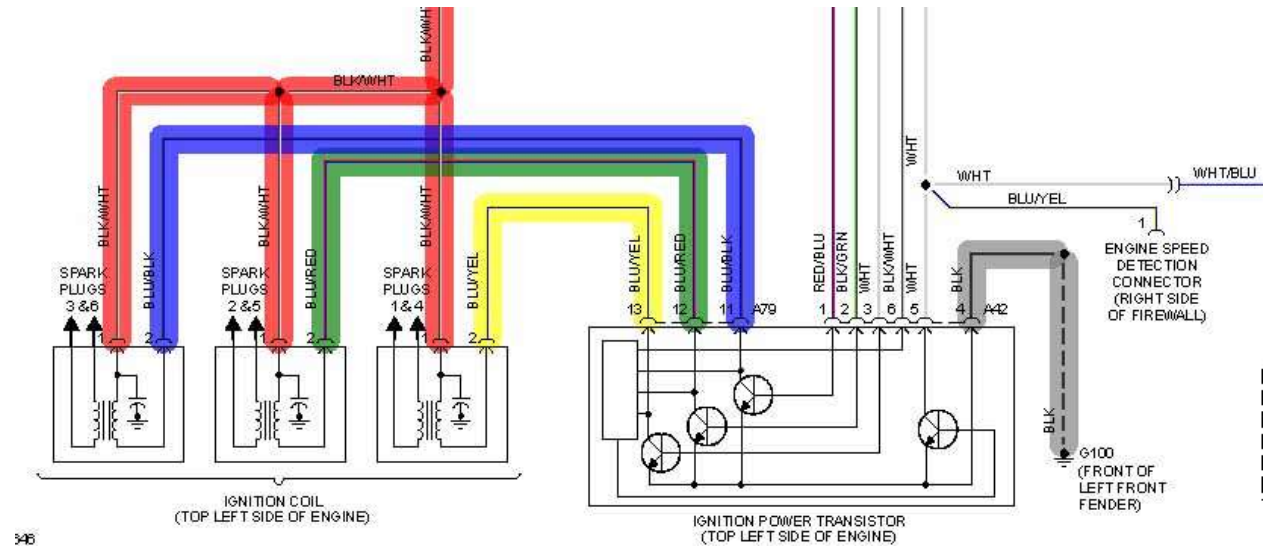 BLK/WHT
BLK/WHT
BLK/WHT
BLU/BLK
BLK/WHT
BLU/RED
BLK/WHT
BLU/YEL
SPARK
PLUGS
3 &6
SPARK
PLUGS
2 &5
SPARK
PLUGS
1 &4
1
2
1
2
1
2
BLU/YEL
BLU/RED
BLU/BLK
13
12
11
A79
RED/BLU
BLK/GRN
WHT
BLK/WHT
WHT
WHT
BLK
1
2
3
6
5
4
A42
WHT
WHT/BLU
BLU/YEL
1
ENGINE SPEED
DETECTION
CONNECTOR
(RIGHT SIDE
OF FIREWALL)
BLK
G100
(FRONT OF
LEFT FRONT
FENDER)
IGNITION COIL
(TOP LEFT SIDE OF ENGINE)
IGNITION POWER TRANSISTOR
(TOP LEFT SIDE OF ENGINE)